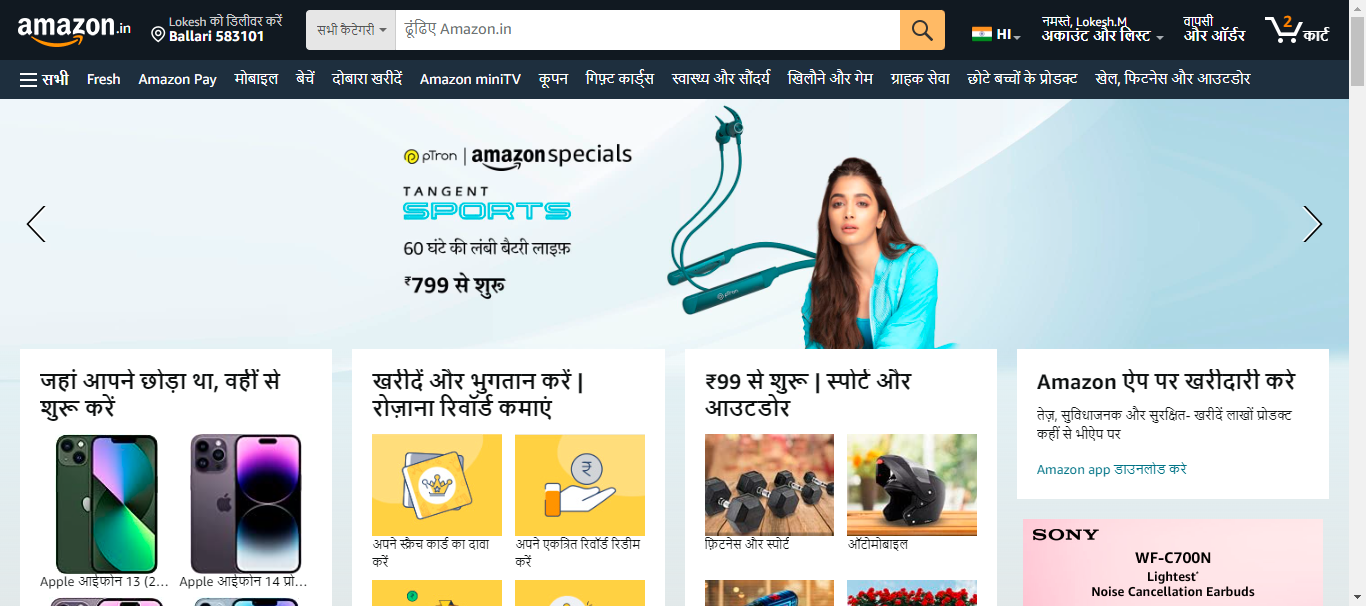 amazon.in
Lokesh को डिलीवर करें
Ballari 583101
सभी कैटेगरी
ढूंढिए Amazon.in
HI
नमस्ते, Lokesh.M
अकाउंट और लिस्ट
वापसी
और ऑर्डर
2
कार्ट
सभी Fresh Amazon Pay मोबाइल बेचें दोबारा खरीदें Amazon miniTV कूपन गिफ़्ट कार्ड्स स्वास्थ्य और सौंदर्य खिलौने और गेम ग्राहक सेवा छोटे बच्चों के प्रोडक्ट खेल, फिटनेस और आउटडोर
pTron | amazonspecials
TANGENT
SPORTS
60 घंटे की लंबी बैटरी लाइफ़
₹799 से शुरू
pTron
जहां आपने छोड़ा था, वहीं से
शुरू करें
Apple आईफोन 13 (2...
Apple आईफोन 14 प्रो...
खरीदें और भुगतान करें |
रोज़ाना रिवॉर्ड कमाएं
₹
अपने स्क्रैच कार्ड का दावा
करें
अपने एकत्रित रिवॉर्ड रिडीम
करें
₹99 से शुरू | स्पोर्ट और
आउटडोर
फ़िटनेस और स्पोर्ट
ऑटोमोबाइल
Amazon ऐप पर खरीदारी करे
तेज़, सुविधाजनक और सुरक्षित- खरीदें लाखों प्रोडक्ट
कहीं से भीऐप पर
Amazon app डाउनलोड करे
SONY
WF-C700N
Lightest*
Noise Cancellation Earbuds